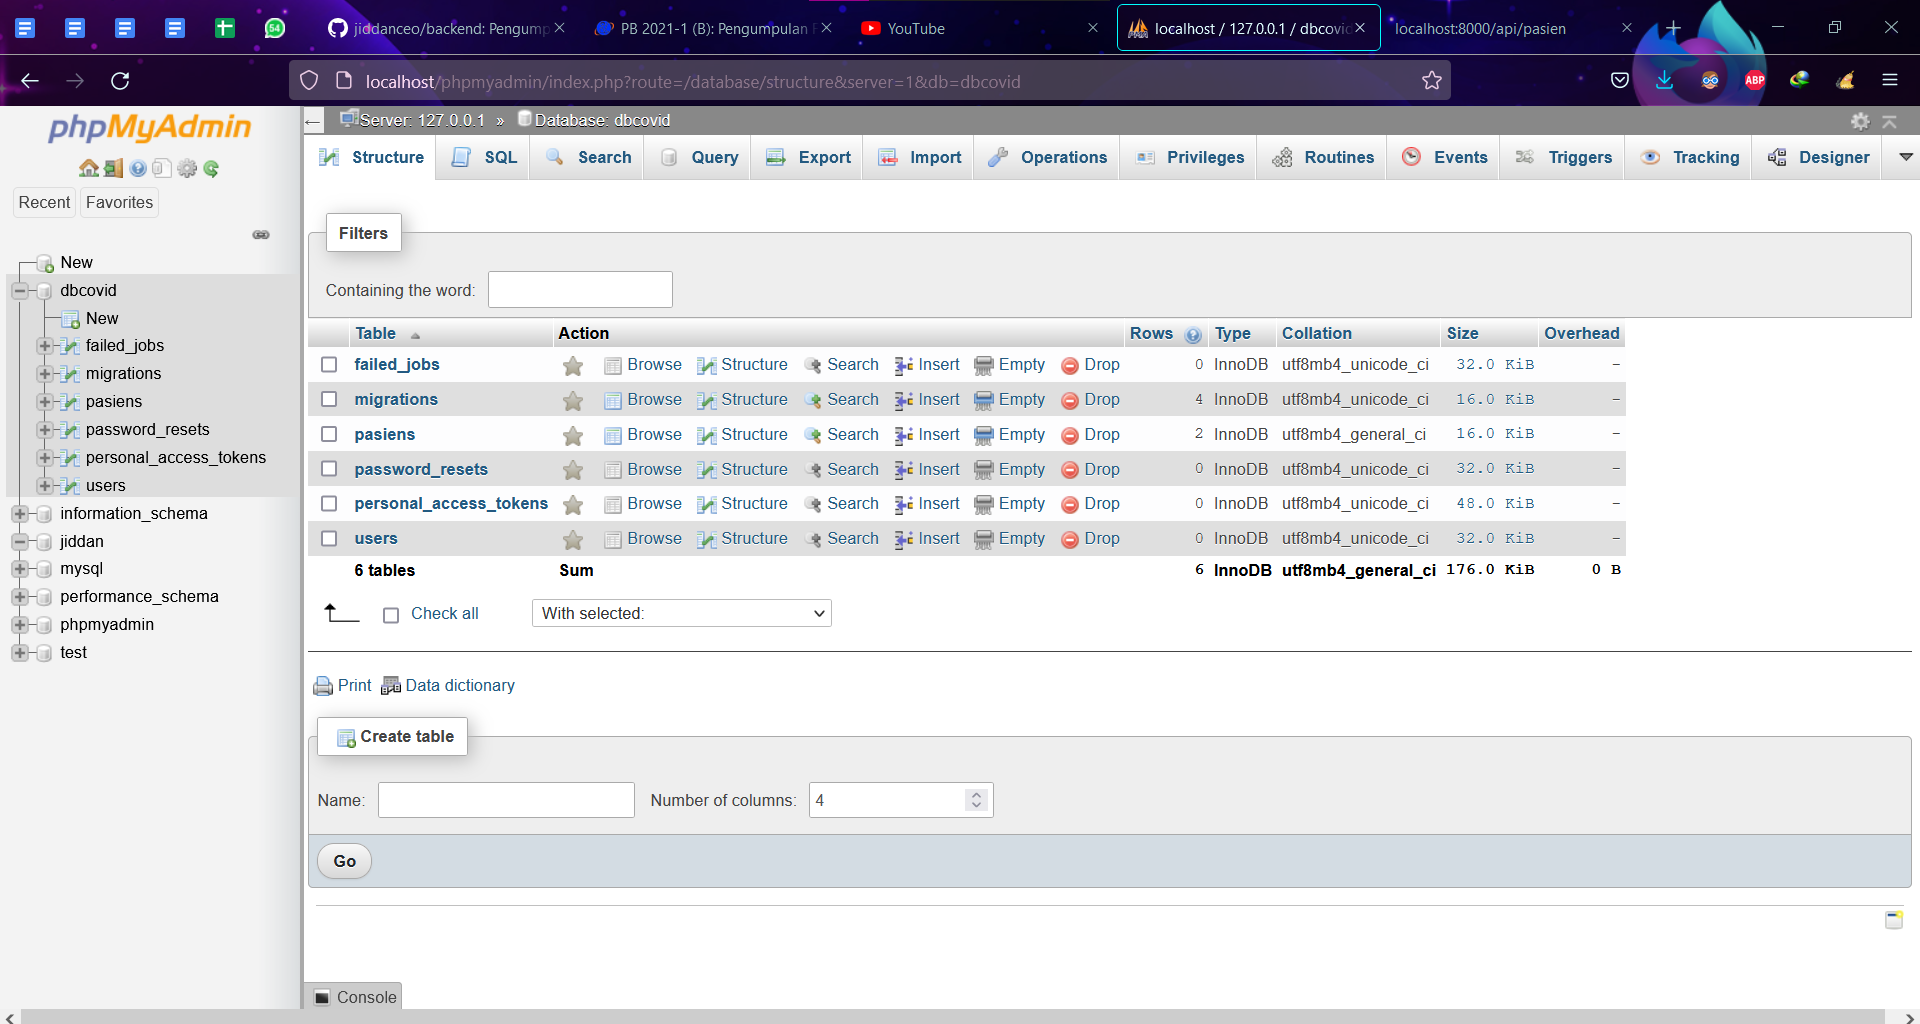 54
jiddanceo/backend: Pengump
PB 2021-1 (B): Pengumpulan
YouTube
localhost / 127.0.0.1 / dbcovid
localhost:8000/api/pasien
localhost/phpmyadmin/index.php?route=/database/structure&server=1&db=dbcovid
ABP
phpMyAdmin
Recent
Favorites
New
dbcovid
New
failed_jobs
migrations
pasiens
password_resets
personal_access_tokens
users
information_schema
jiddan
mysql
performance_schema
phpmyadmin
test
Server: 127.0.0.1 » Database: dbcovid
Structure SQL Search Query Export Import Operations Privileges Routines Events Triggers Tracking Designer
Filters
Containing the word:
Table Action Rows Type Collation Size Overhead
failed_jobs Browse Structure Search Insert Empty Drop 0 InnoDB utf8mb4_unicode_ci 32.0 KiB -
migrations Browse Structure Search Insert Empty Drop 4 InnoDB utf8mb4_unicode_ci 16.0 KiB -
pasiens Browse Structure Search Insert Empty Drop 2 InnoDB utf8mb4_general_ci 16.0 KiB -
password_resets Browse Structure Search Insert Empty Drop 0 InnoDB utf8mb4_unicode_ci 32.0 KiB -
personal_access_tokens Browse Structure Search Insert Empty Drop 0 InnoDB utf8mb4_unicode_ci 48.0 KiB -
users Browse Structure Search Insert Empty Drop 0 InnoDB utf8mb4_unicode_ci 32.0 KiB -
6 tables Sum 6 InnoDB utf8mb4_general_ci 176.0 KiB 0 B
Check all With selected:
Print Data dictionary
Create table
Name: Number of columns: 4
Go
Console